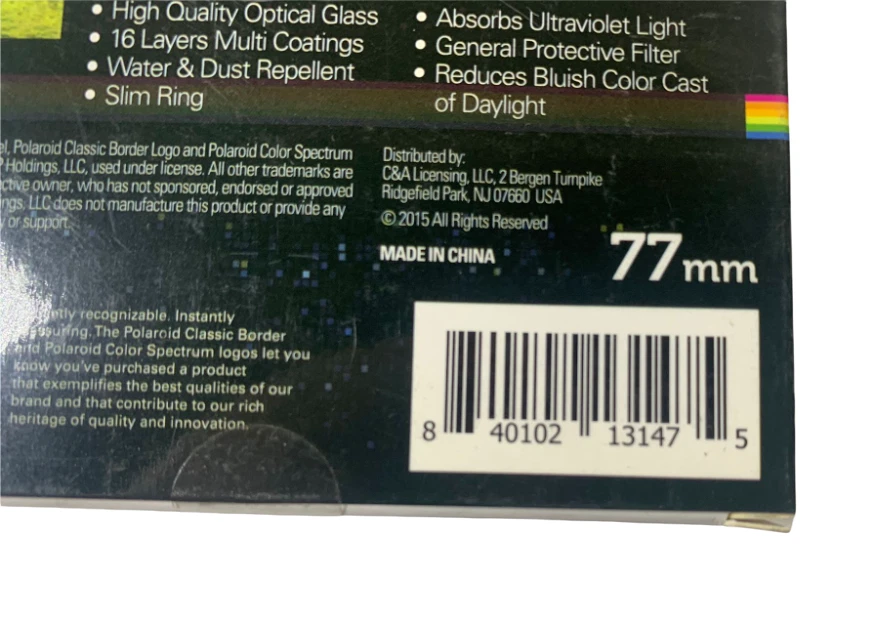 • High Quality Optical Glass
• 16 Layers Multi Coatings
• Water & Dust Repellent
• Slim Ring
• Absorbs Ultraviolet Light
• General Protective Filter
• Reduces Bluish Color Cast
of Daylight
Polaroid Classic Border Logo and Polaroid Color Spectrum
Holdings, LLC, used under license. All other trademarks are
owner, who has not sponsored, endorsed or approved
LLC does not manufacture this product or provide any
or support.
Distributed by:
C&A Licensing, LLC, 2 Bergen Turnpike
Ridgefield Park, NJ 07660 USA
© 2015 All Rights Reserved
MADE IN CHINA
77mm
recognizable. Instantly
The Polaroid Classic Border
and Polaroid Color Spectrum logos let you
know you've purchased a product
that exemplifies the best qualities of our
brand and that contribute to our rich
heritage of quality and innovation.
8 40102 13147 5